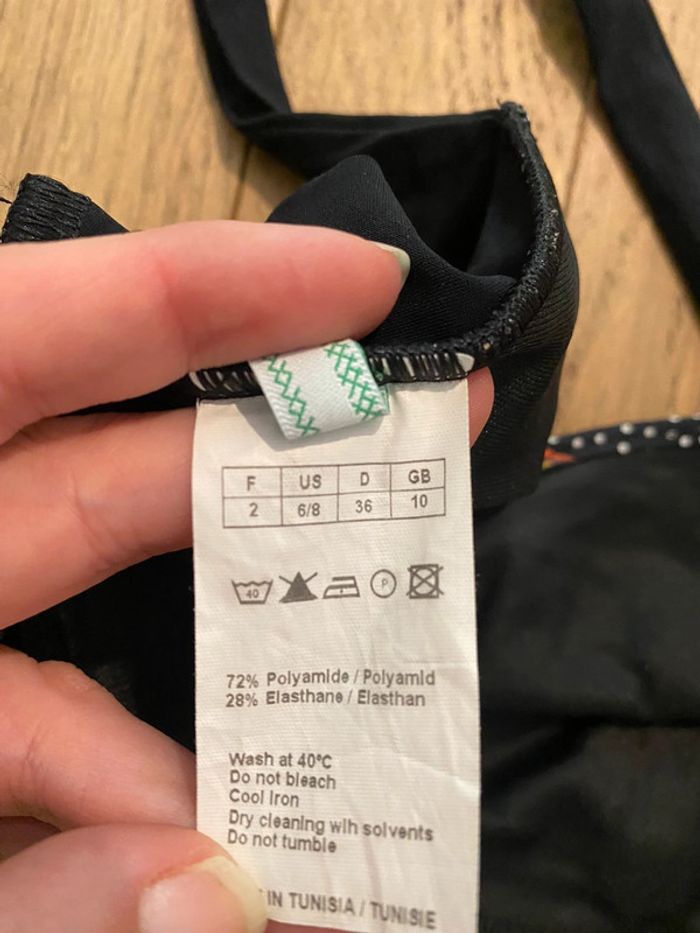 F US D GB
2 6/8 36 10
40 P
72% Polyamide / Polyamid
28% Elasthane / Elasthan
Wash at 40°C
Do not bleach
Cool Iron
Dry cleaning wih solvents
Do not tumble
IN TUNISIA / TUNISIE